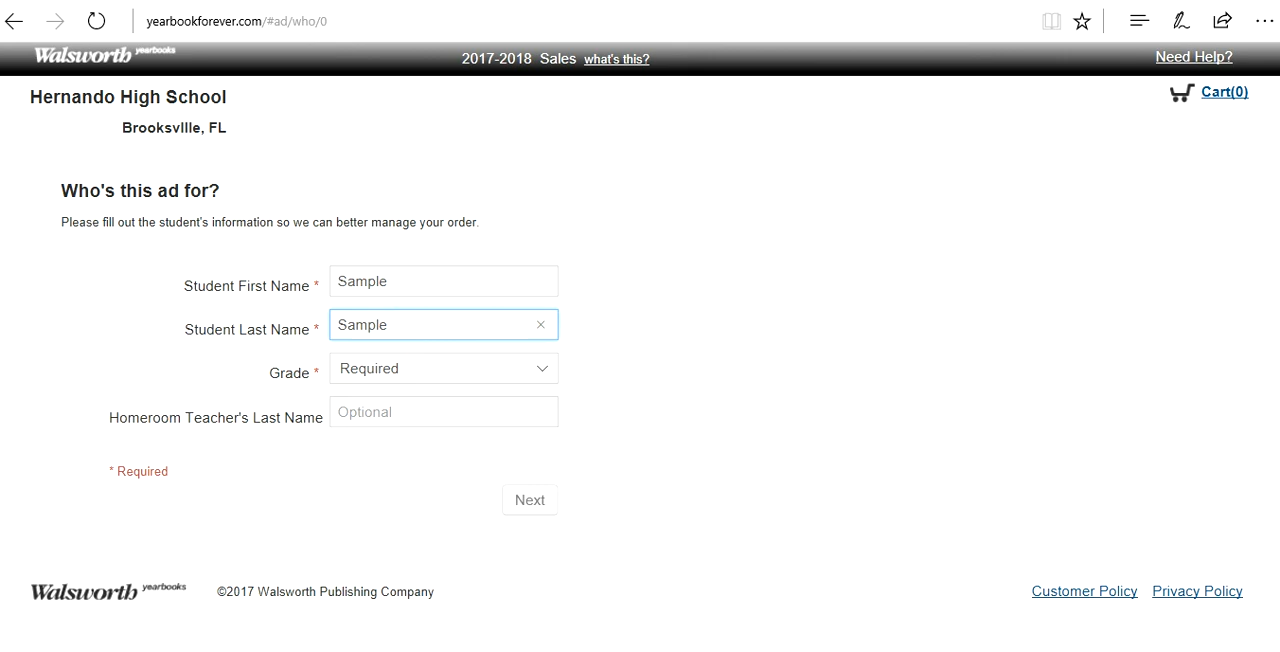 yearbookforever.com/#ad/who/0
Walsworth yearbooks
2017-2018 Sales what's this?
Need Help?
Hernando High School
Cart(0)
Brooksville, FL
Who's this ad for?
Please fill out the student's information so we can better manage your order.
Student First Name * Sample
Student Last Name * Sample
Grade * Required
Homeroom Teacher's Last Name Optional
* Required
Next
Walsworth yearbooks ©2017 Walsworth Publishing Company Customer Policy Privacy Policy